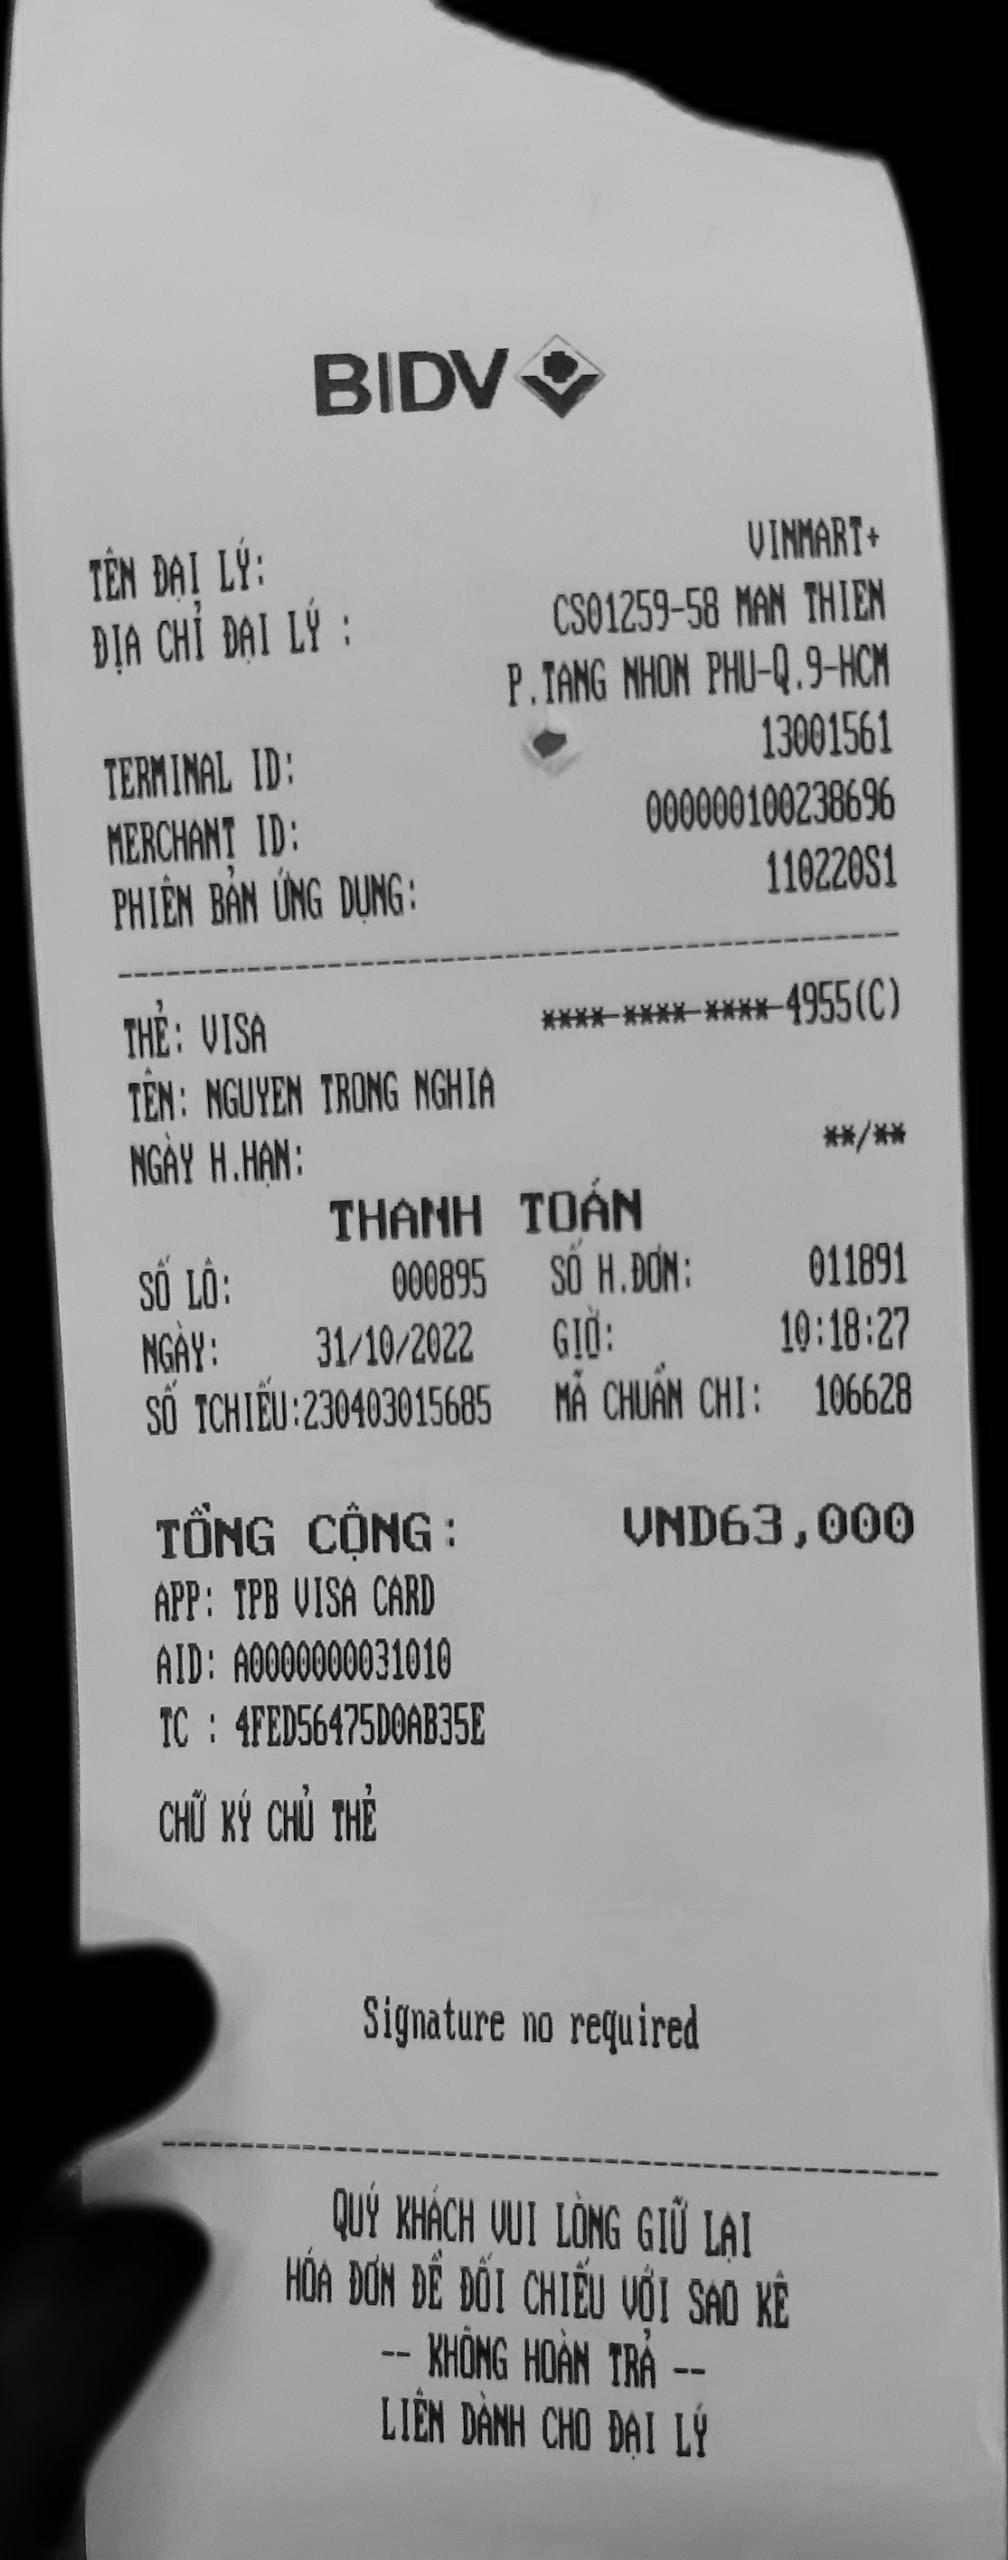 BIDV
TÊN ĐẠI LÝ: VINMART+
ĐỊA CHỈ ĐẠI LÝ : CS01259-58 MAN THIEN
P.TANG NHON PHU-Q.9-HCM
TERMINAL ID: 13001561
MERCHANT ID: 000000100238696
PHIÊN BẢN ỨNG DỤNG: 110220S1
THẺ: VISA ****-****-****-4955(C)
TÊN: NGUYEN TRONG NGHIA
NGÀY H.HẠN: **/**
THANH TOÁN
SỐ LÔ: 000895 SỐ H.ĐƠN: 011891
NGÀY: 31/10/2022 GIỜ: 10:18:27
SỐ TCHIẾU:230403015685 MÃ CHUẨN CHI: 106628
TỔNG CỘNG: VND63,000
APP: TPB VISA CARD
AID: A0000000031010
TC : 4FED56475D0AB35E
CHỮ KÝ CHỦ THẺ
Signature no required
QUÝ KHÁCH VUI LÒNG GIỮ LẠI
HÓA ĐƠN ĐỂ ĐỐI CHIẾU VỚI SAO KÊ
-- KHÔNG HOÀN TRẢ --
LIÊN DÀNH CHO ĐẠI LÝ